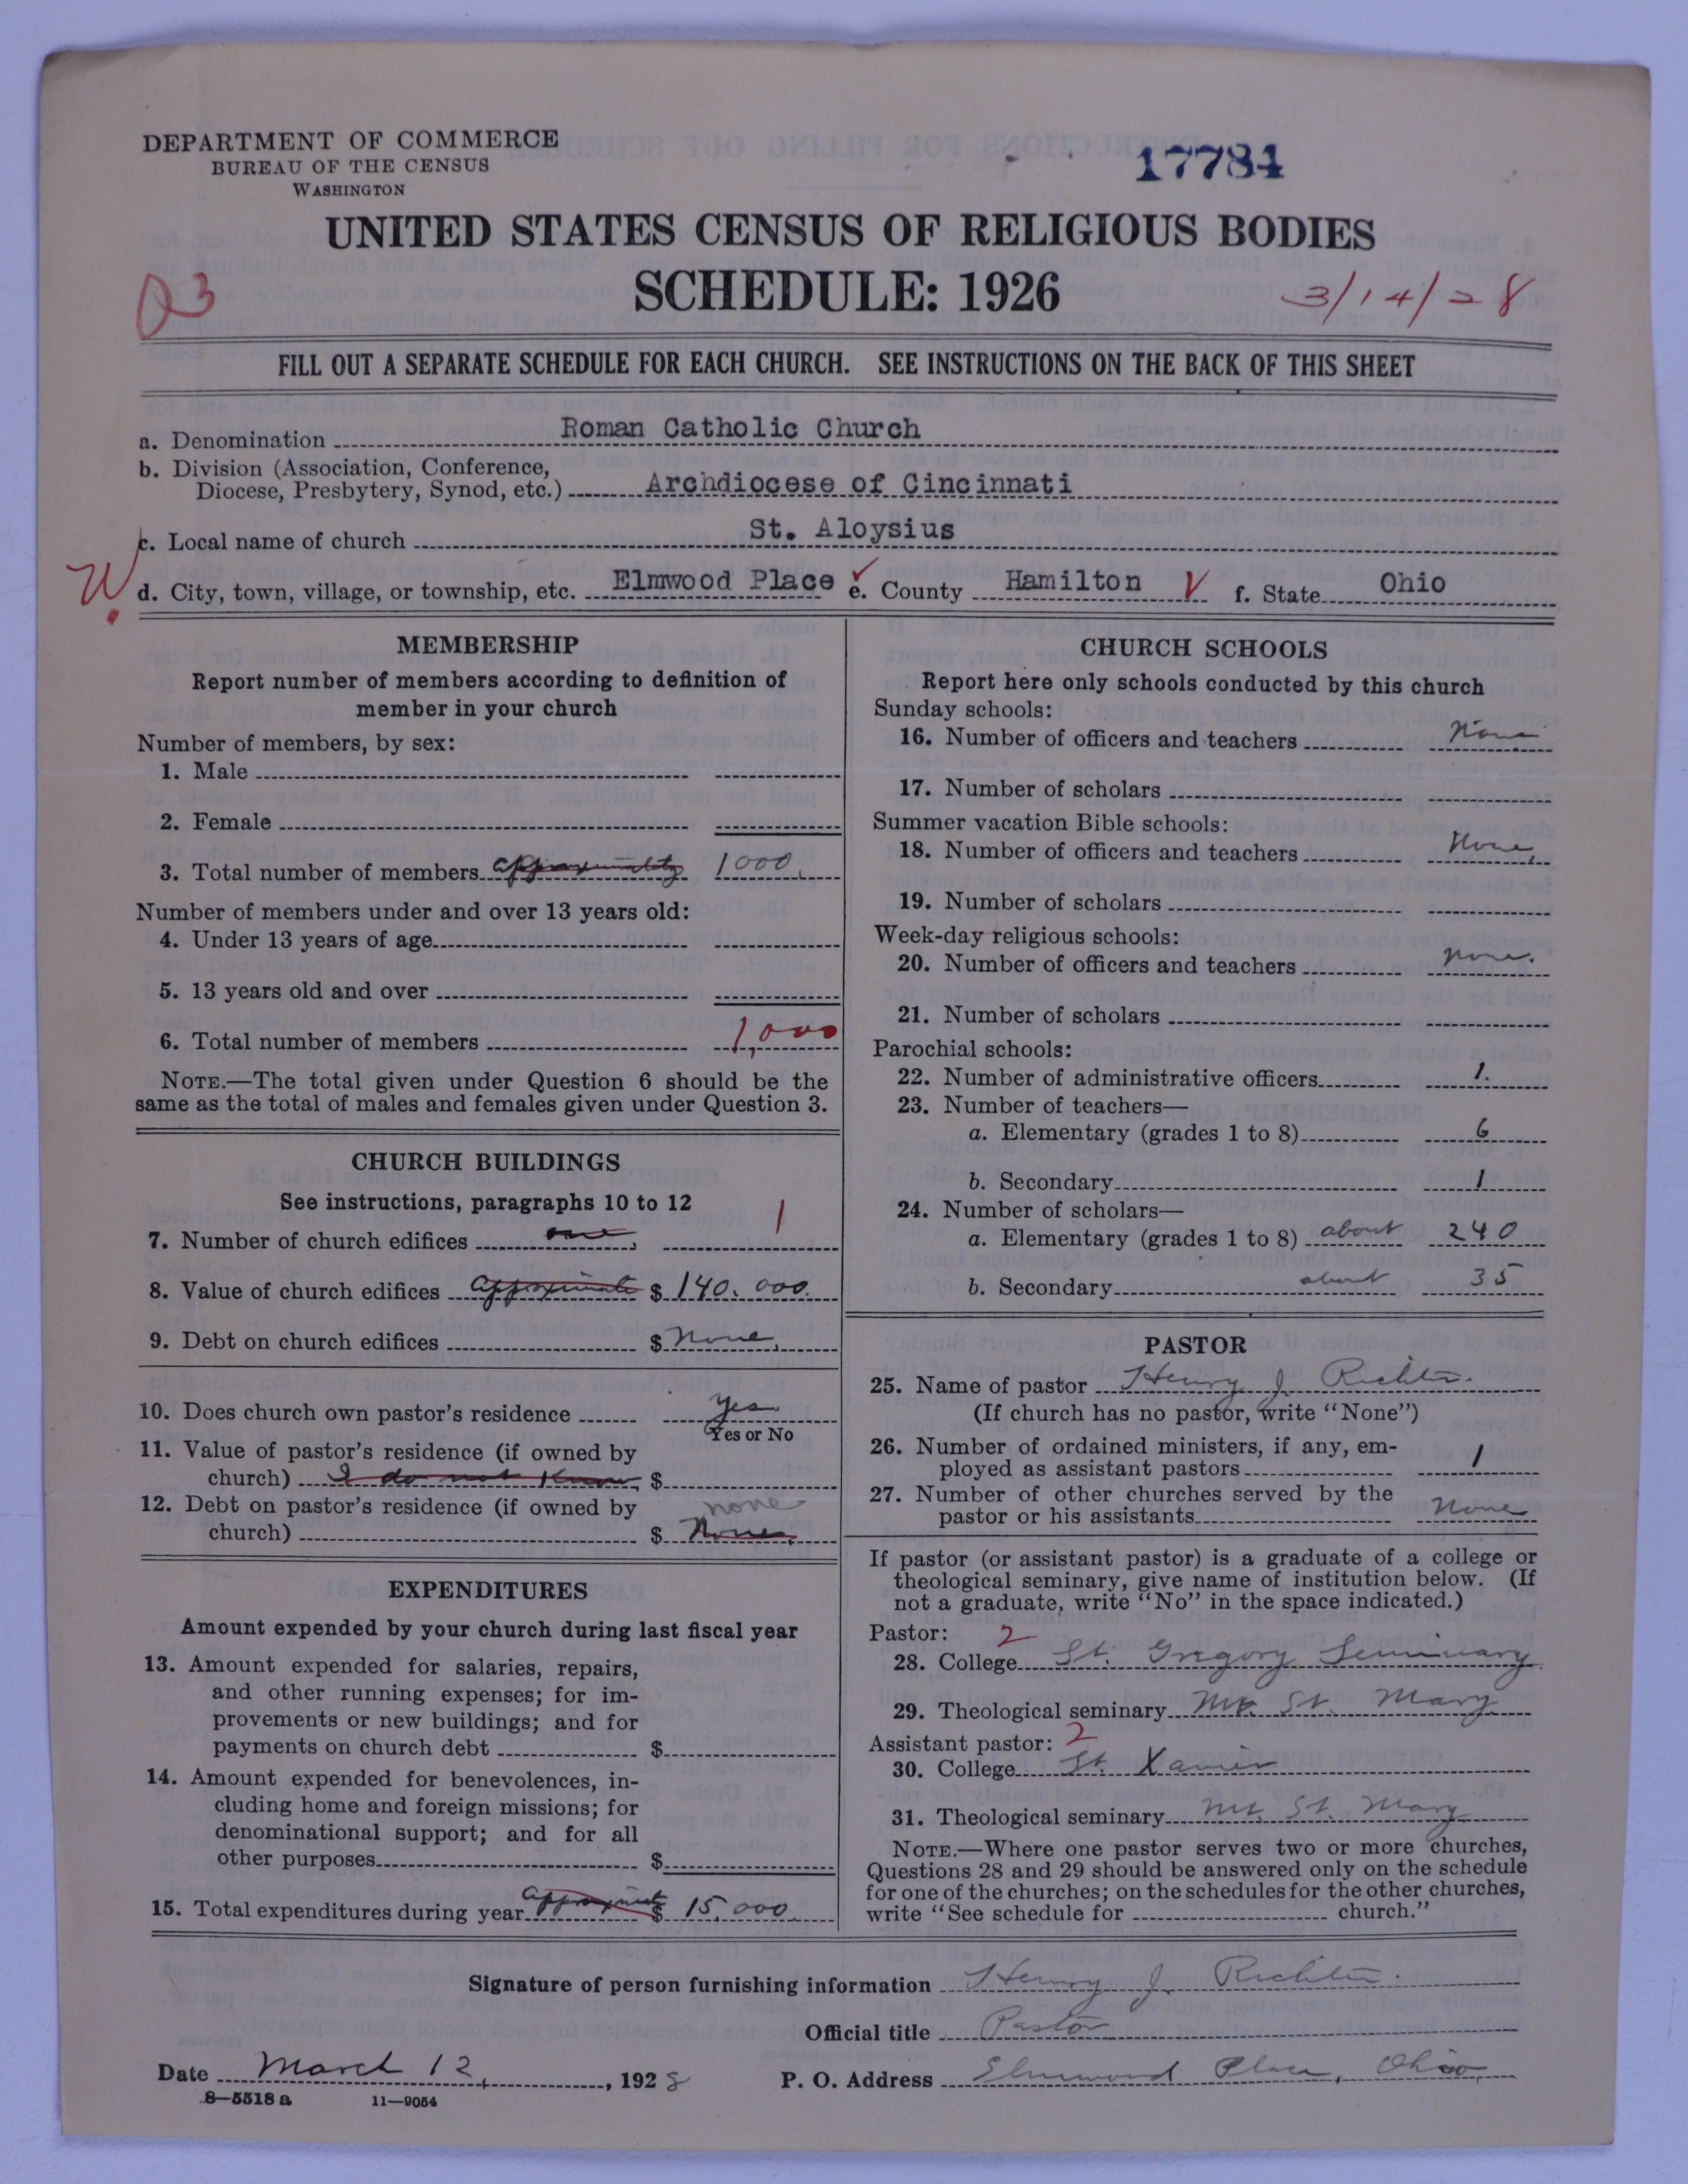 DEPARTMENT OF COMMERCE
BUREAU OF THE CENSUS
WASHINGTON
17784
UNITED STATES CENSUS OF RELIGIOUS BODIES
SCHEDULE: 1926
3/14/28
FILL OUT A SEPARATE SCHEDULE FOR EACH CHURCH. SEE INSTRUCTIONS ON THE BACK OF THIS SHEET
a. Denomination Roman Catholic Church
b. Division (Association, Conference,
Diocese, Presbytery, Synod, etc.) Archdiocese of Cincinnati
c. Local name of church St. Aloysius
d. City, town, village, or township, etc. Elmwood Place e. County Hamilton f. State Ohio
MEMBERSHIP
Report number of members according to definition of
member in your church
Number of members, by sex:
1. Male
2. Female
3. Total number of members approximately 1000
Number of members under and over 13 years old:
4. Under 13 years of age
5. 13 years old and over
6. Total number of members 1,000
NOTE.—The total given under Question 6 should be the
same as the total of males and females given under Question 3.
CHURCH BUILDINGS
See instructions, paragraphs 10 to 12
7. Number of church edifices one, 1
8. Value of church edifices approximate $ 140.000.
9. Debt on church edifices $ None,
10. Does church own pastor's residence yes
Yes or No
11. Value of pastor's residence (if owned by
church) I do not know $
12. Debt on pastor's residence (if owned by
none
church) $ None,
EXPENDITURES
Amount expended by your church during last fiscal year
13. Amount expended for salaries, repairs,
and other running expenses; for im-
provements or new buildings; and for
payments on church debt $
14. Amount expended for benevolences, in-
cluding home and foreign missions; for
denominational support; and for all
other purposes $
15. Total expenditures during year approximate $ 15,000
CHURCH SCHOOLS
Report here only schools conducted by this church
Sunday schools:
16. Number of officers and teachers None
17. Number of scholars
Summer vacation Bible schools:
18. Number of officers and teachers None,
19. Number of scholars
Week-day religious schools:
20. Number of officers and teachers none.
21. Number of scholars
Parochial schools:
22. Number of administrative officers 1.
23. Number of teachers—
a. Elementary (grades 1 to 8) 6
b. Secondary 1
24. Number of scholars—
a. Elementary (grades 1 to 8) about 240
b. Secondary about 35
PASTOR
25. Name of pastor Henry J. Richter.
(If church has no pastor, write "None")
26. Number of ordained ministers, if any, em-
ployed as assistant pastors 1
27. Number of other churches served by the
pastor or his assistants None
If pastor (or assistant pastor) is a graduate of a college or
theological seminary, give name of institution below. (If
not a graduate, write "No" in the space indicated.)
Pastor: 2
28. College St. Gregory Seminary
29. Theological seminary Mt. St. Mary
Assistant pastor: 2
30. College St. Xavier
31. Theological seminary Mt. St. Mary
NOTE.—Where one pastor serves two or more churches,
Questions 28 and 29 should be answered only on the schedule
for one of the churches; on the schedules for the other churches,
write "See schedule for church."
Signature of person furnishing information Henry J. Richter.
Official title Pastor
Date March 12, 1928 P. O. Address Elmwood Place, Ohio,
8—5518 a 11—9054